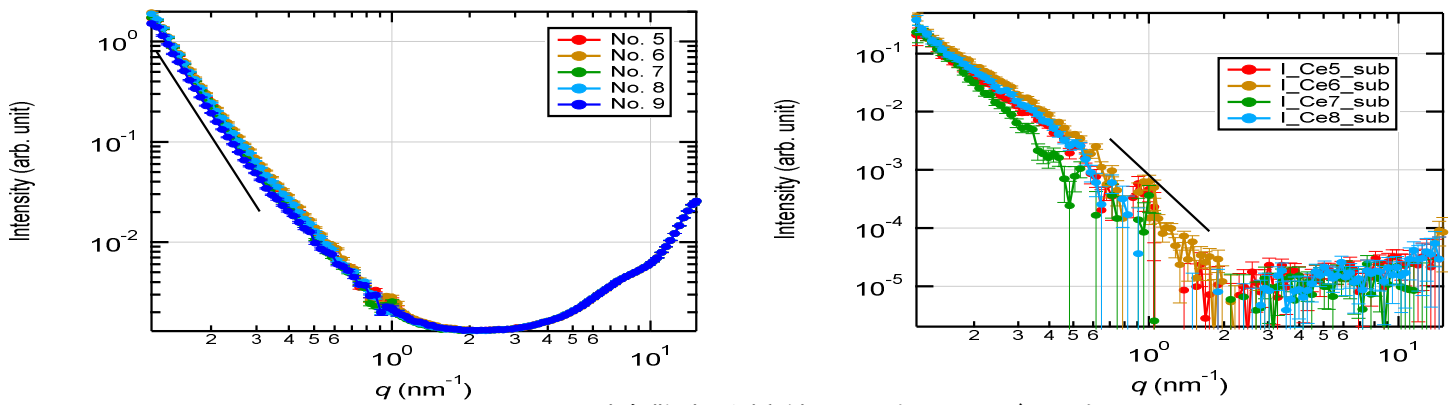 Intensity (arb. unit)
10⁰
10⁻¹
10⁻²
No. 5
No. 6
No. 7
No. 8
No. 9
2 3 4 5 6 10⁰ 2 3 4 5 6 10¹
q (nm⁻¹)
Intensity (arb. unit)
10⁻¹
10⁻²
10⁻³
10⁻⁴
10⁻⁵
I_Ce5_sub
I_Ce6_sub
I_Ce7_sub
I_Ce8_sub
2 3 4 5 6 10⁰ 2 3 4 5 6 10¹
q (nm⁻¹)